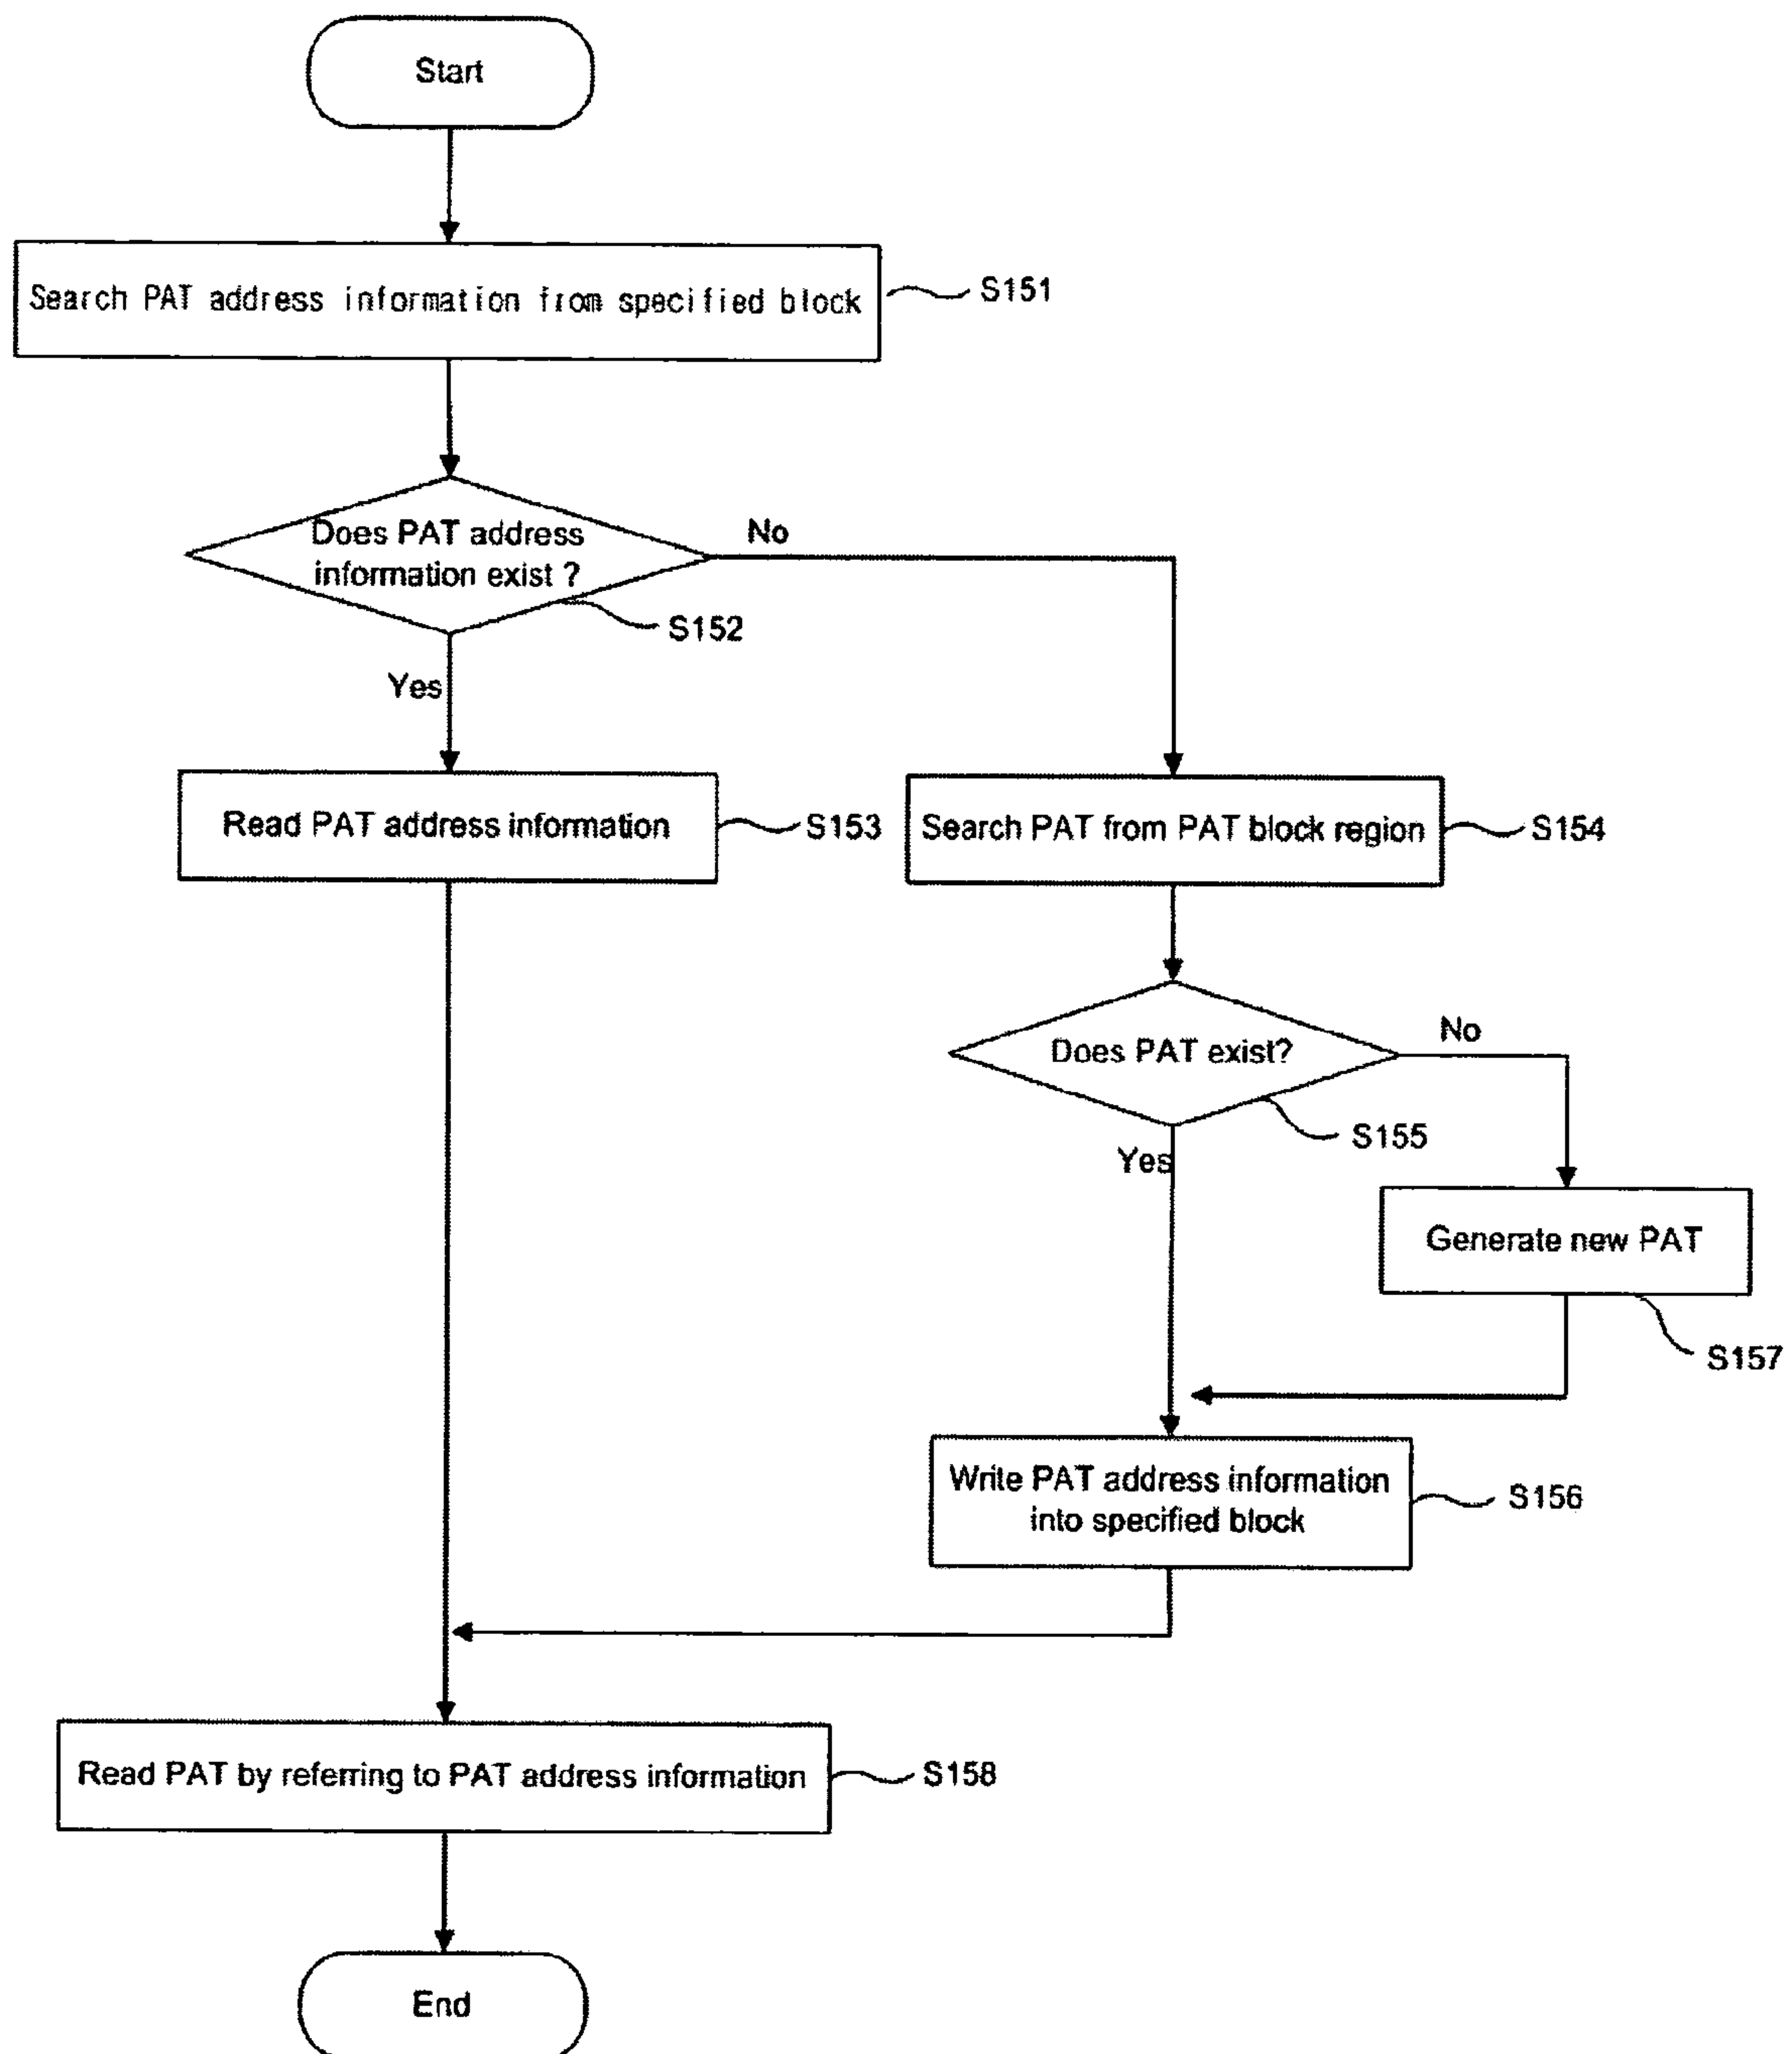 Start
Search PAT address information from specified block
S151
Does PAT address
information exist ?
No
S152
Yes
Read PAT address information
S153
Search PAT from PAT block region
S154
Does PAT exist?
No
S155
Yes
Generate new PAT
S157
Write PAT address information
into specified block
S156
Read PAT by referring to PAT address information
S158
End